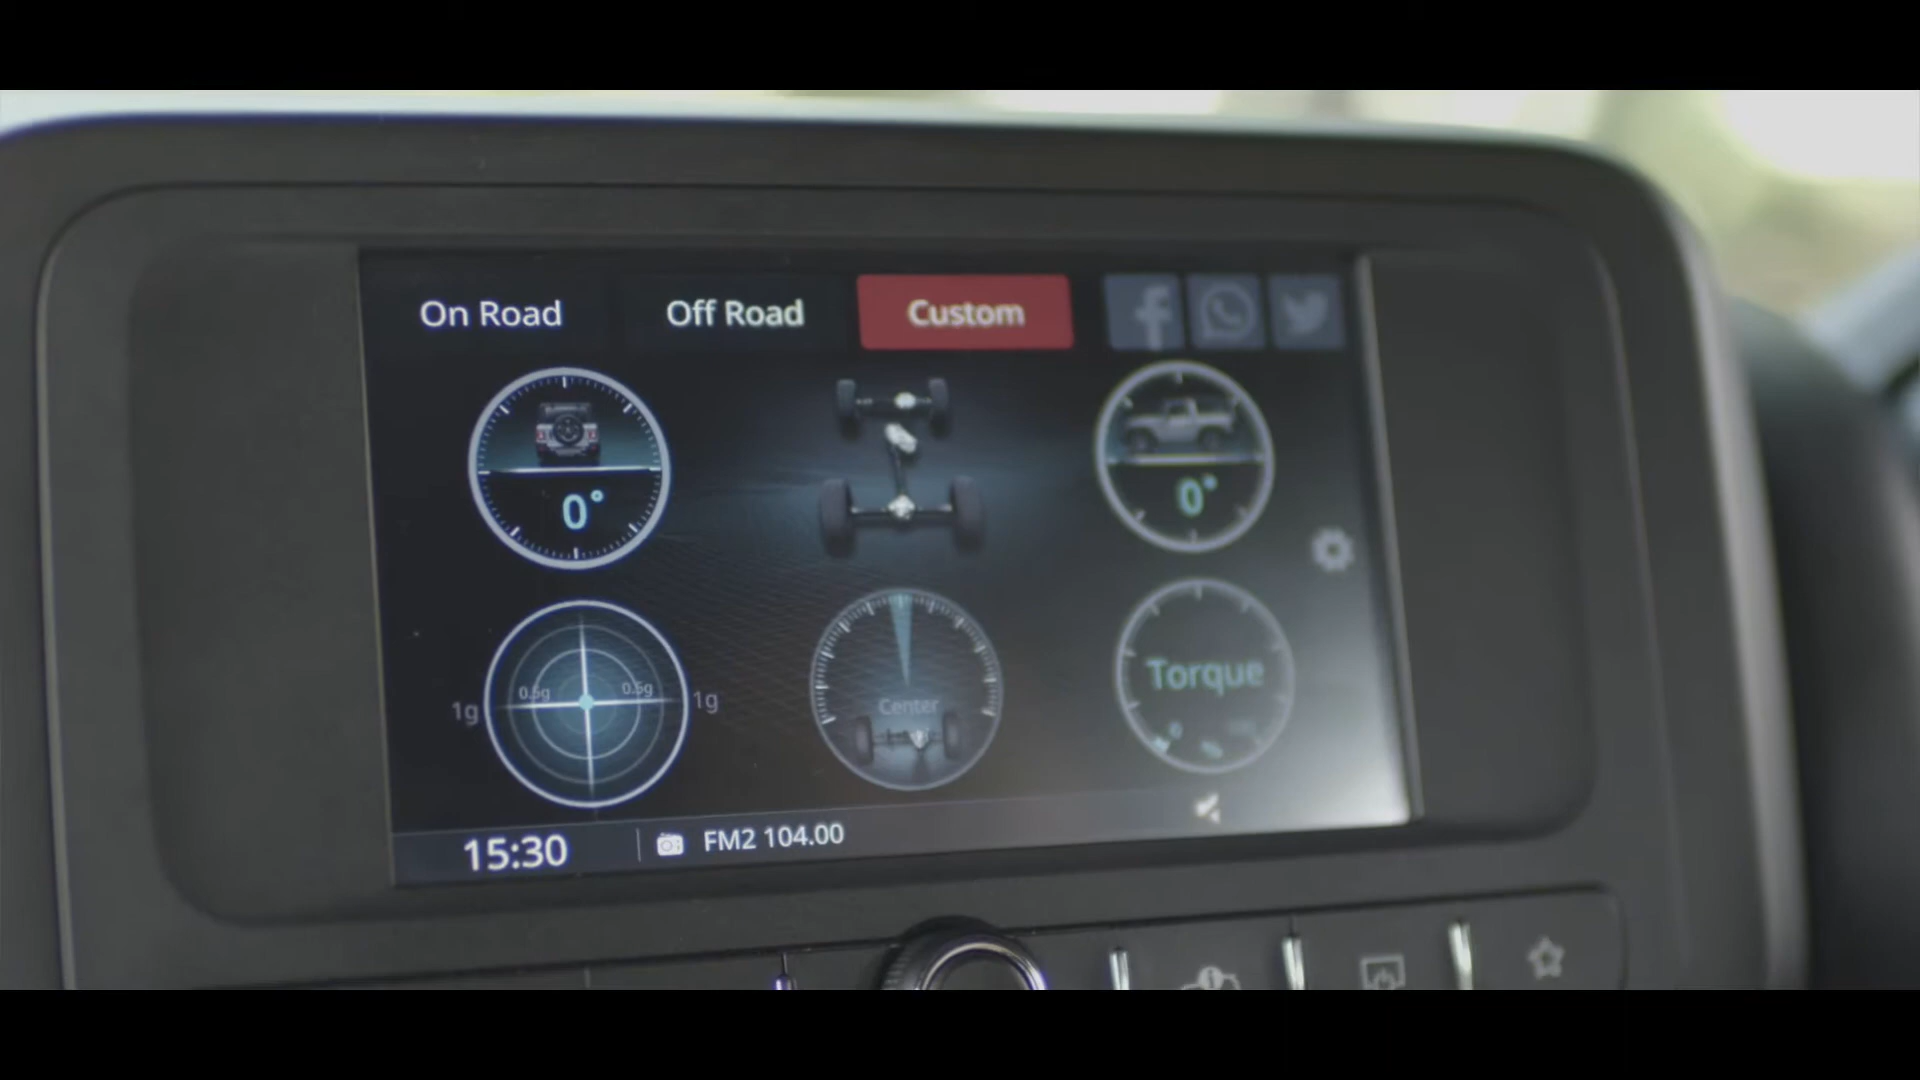 On Road Off Road Custom
0°
0°
1g 0.5g 0.5g 1g
Center
Torque
15:30 FM2 104.00